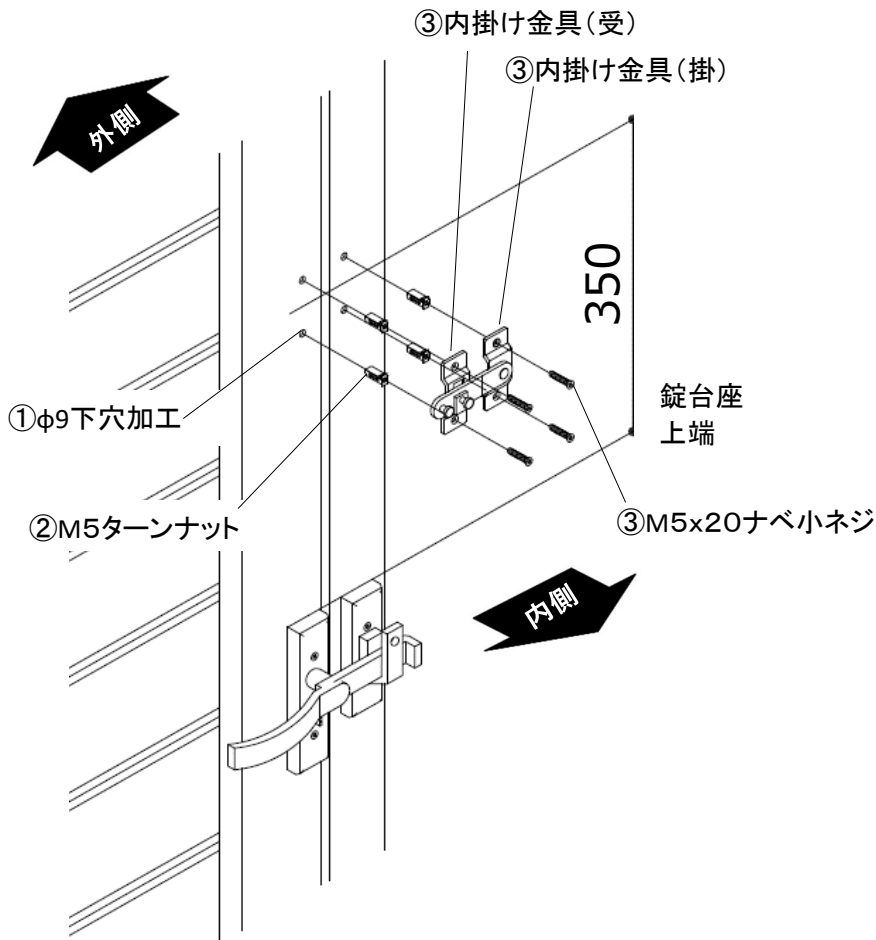 ③内掛け金具(受)
③内掛け金具(掛)
外側
350
①φ9下穴加工
錠台座
上端
②M5ターンナット
③M5x20ナベ小ネジ
内側